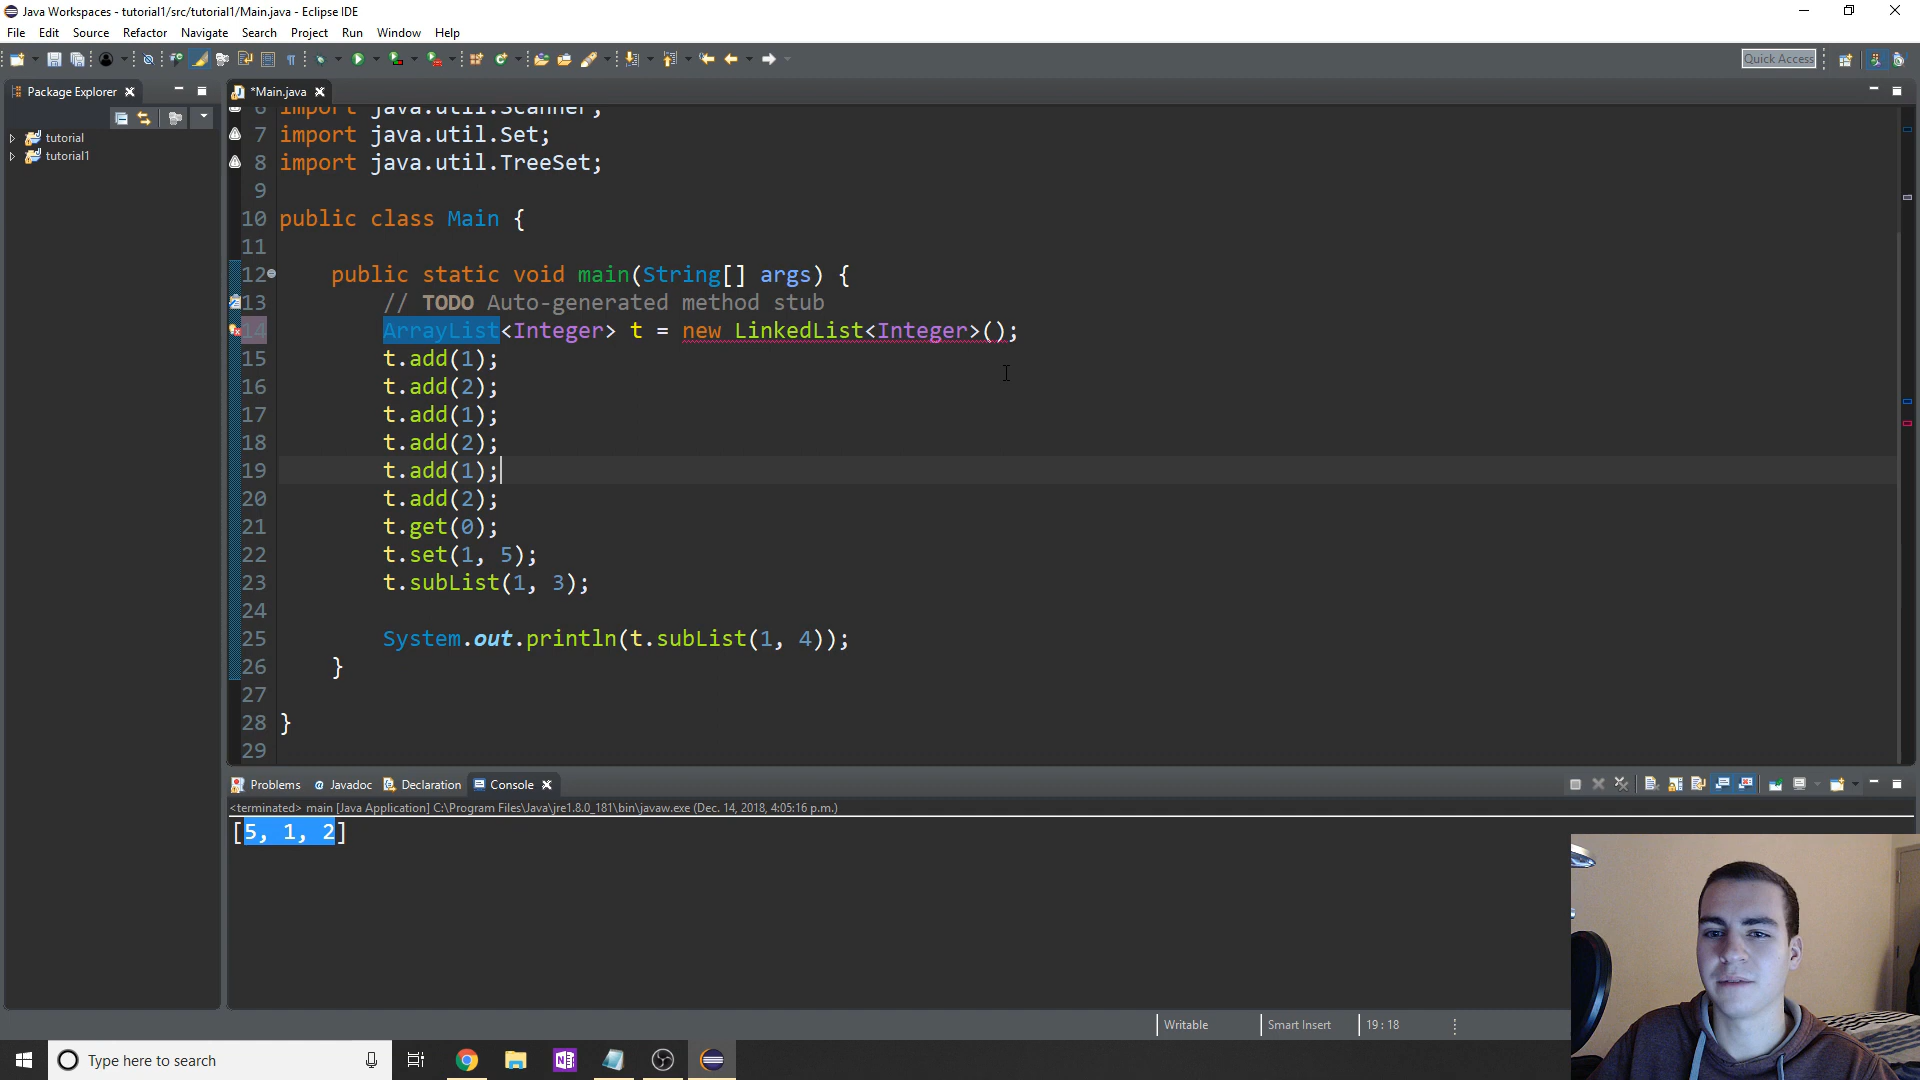 Java Workspaces - tutorial1/src/tutorial1/Main.java - Eclipse IDE
File Edit Source Refactor Navigate Search Project Run Window Help
Quick Access
Package Explorer
*Main.java
tutorial
tutorial1
6 import java.util.Scanner;
7 import java.util.Set;
8 import java.util.TreeSet;
9
10 public class Main {
11
12 public static void main(String[] args) {
13 // TODO Auto-generated method stub
14 ArrayList<Integer> t = new LinkedList<Integer>();
15 t.add(1);
16 t.add(2);
17 t.add(1);
18 t.add(2);
19 t.add(1);
20 t.add(2);
21 t.get(0);
22 t.set(1, 5);
23 t.subList(1, 3);
24
25 System.out.println(t.subList(1, 4));
26 }
27
28 }
29
Problems Javadoc Declaration Console
<terminated> main [Java Application] C:\Program Files\Java\jre1.8.0_181\bin\javaw.exe (Dec. 14, 2018, 4:05:16 p.m.)
[5, 1, 2]
Writable Smart Insert 19 : 18
Type here to search